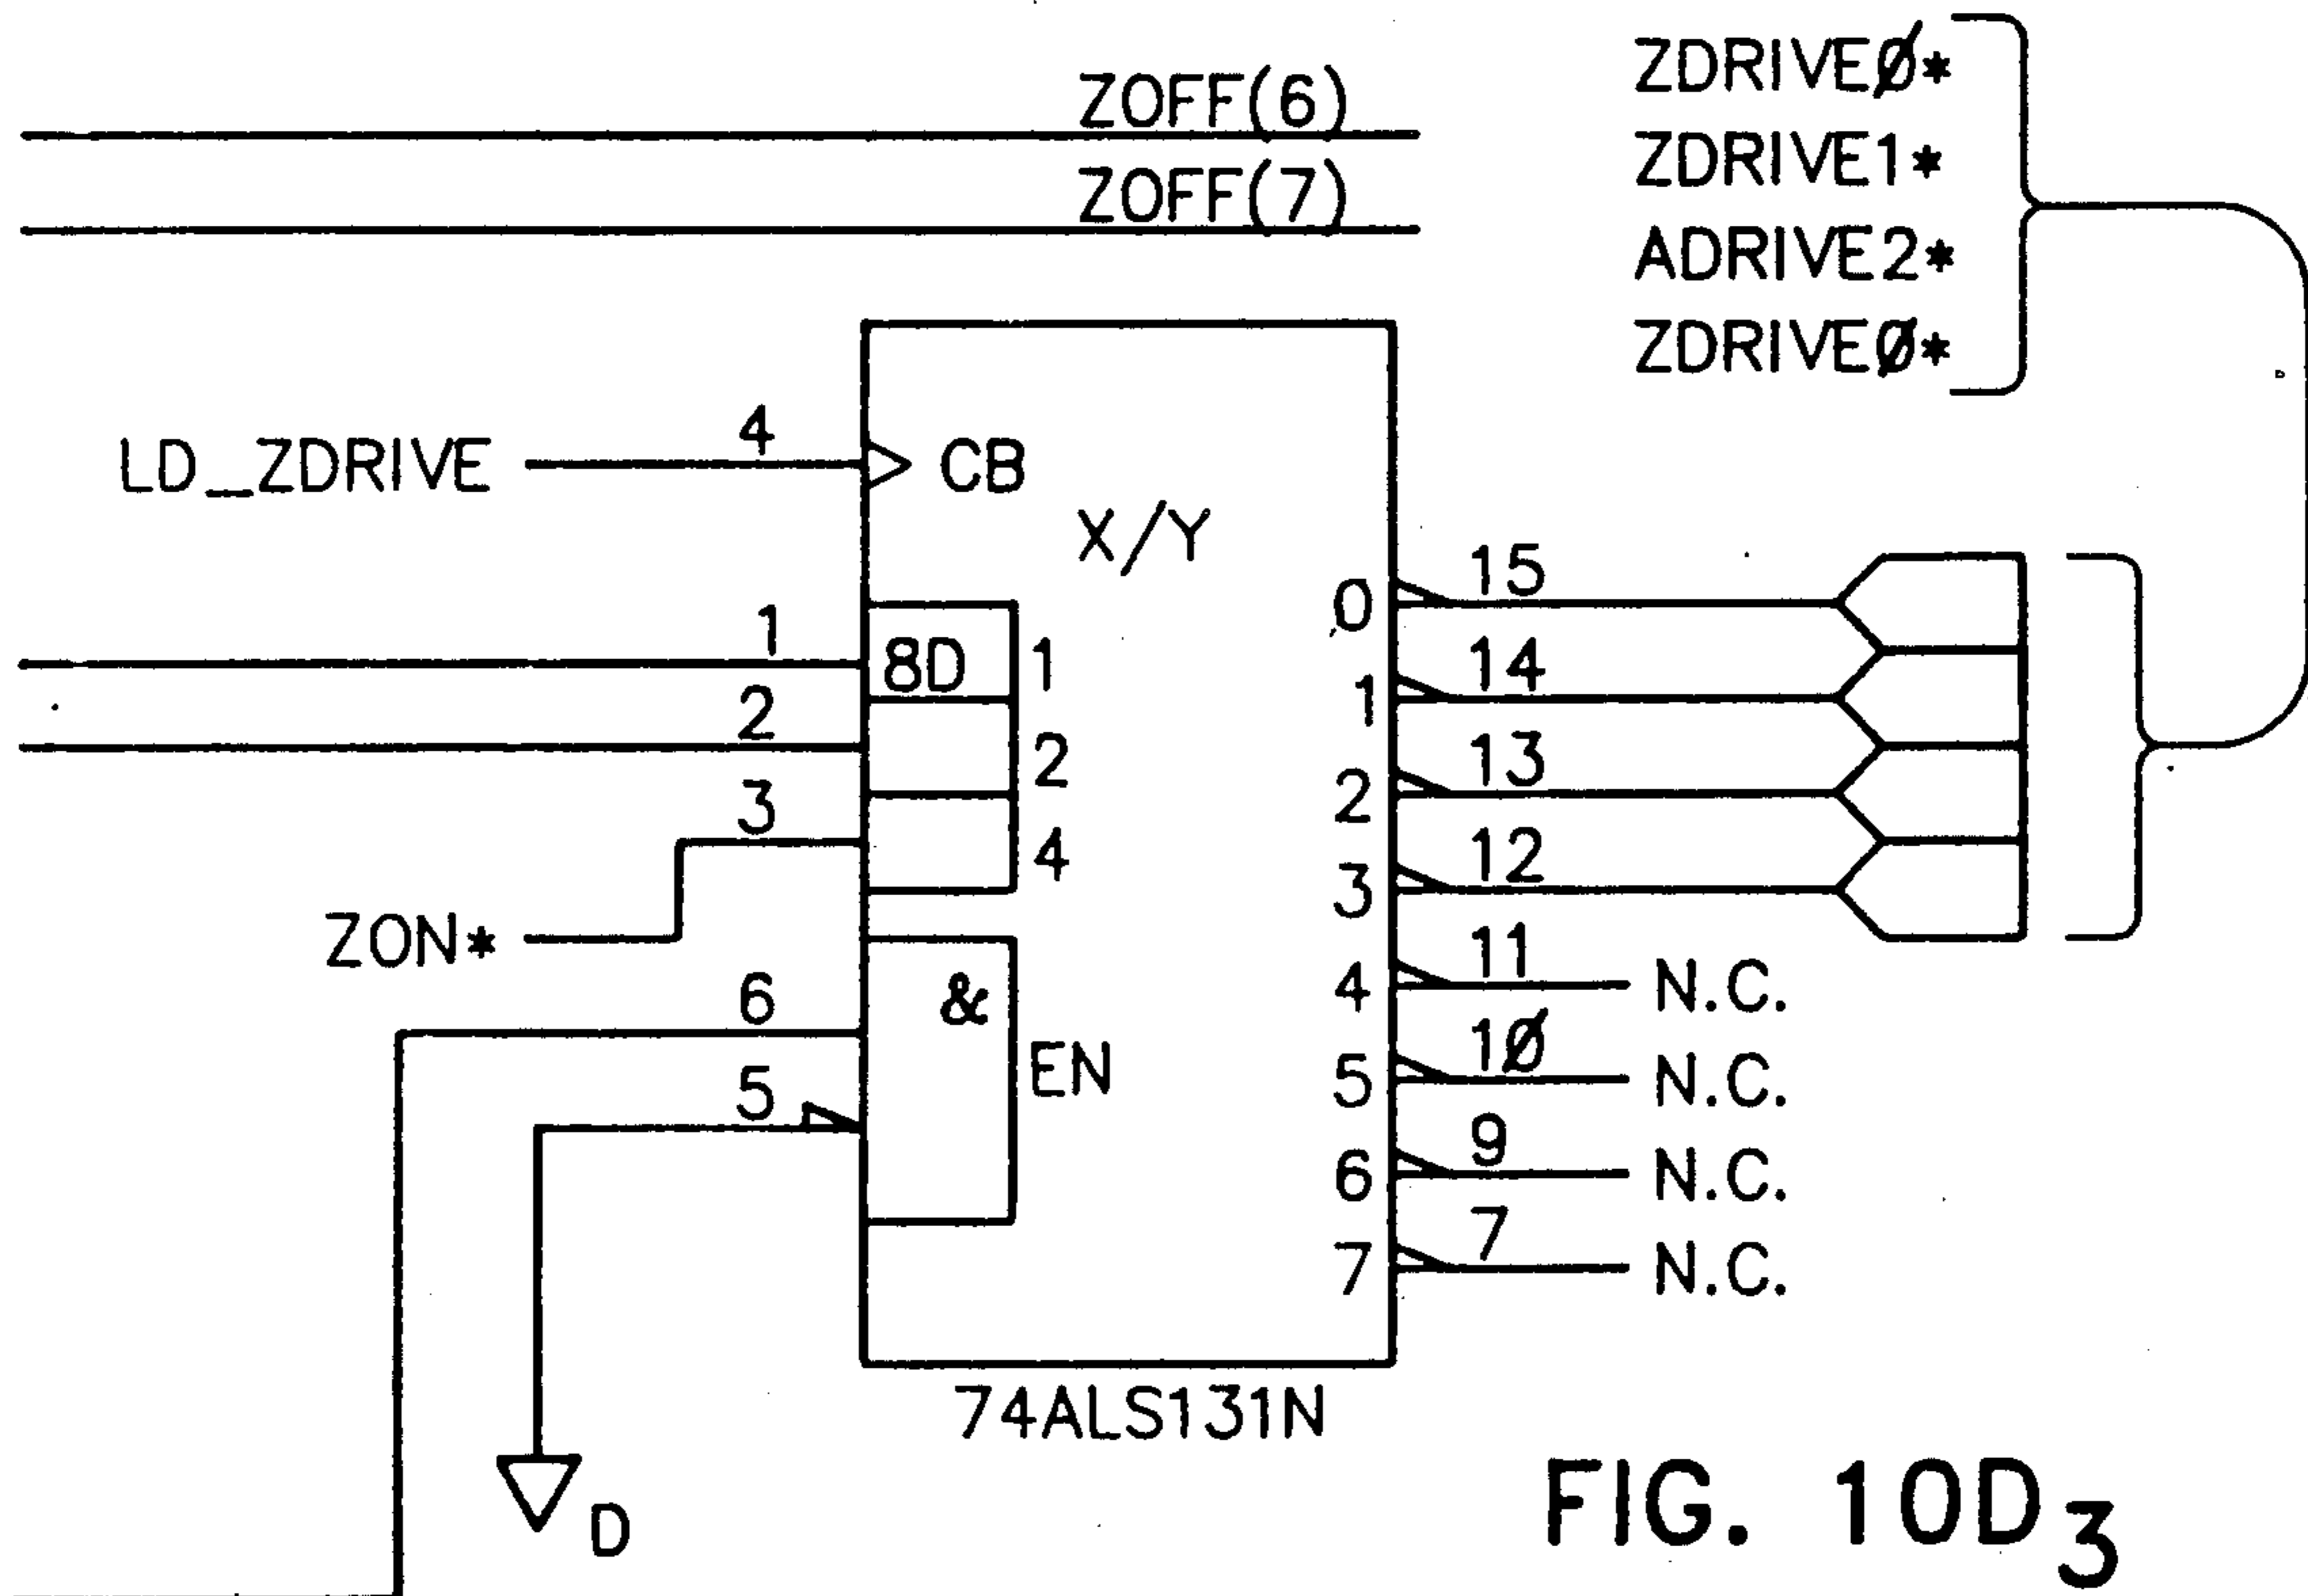 ZOFF(6)
ZOFF(7)
ZDRIVEØ*
ZDRIVE1*
ADRIVE2*
ZDRIVEØ*
LD_ZDRIVE
4
CB
X/Y
1
8D
1
2
2
3
4
ZON*
6
&
EN
5
D
0
15
1
14
2
13
3
12
4
11
N.C.
5
1Ø
N.C.
6
9
N.C.
7
7
N.C.
74ALS131N
FIG. 10D3